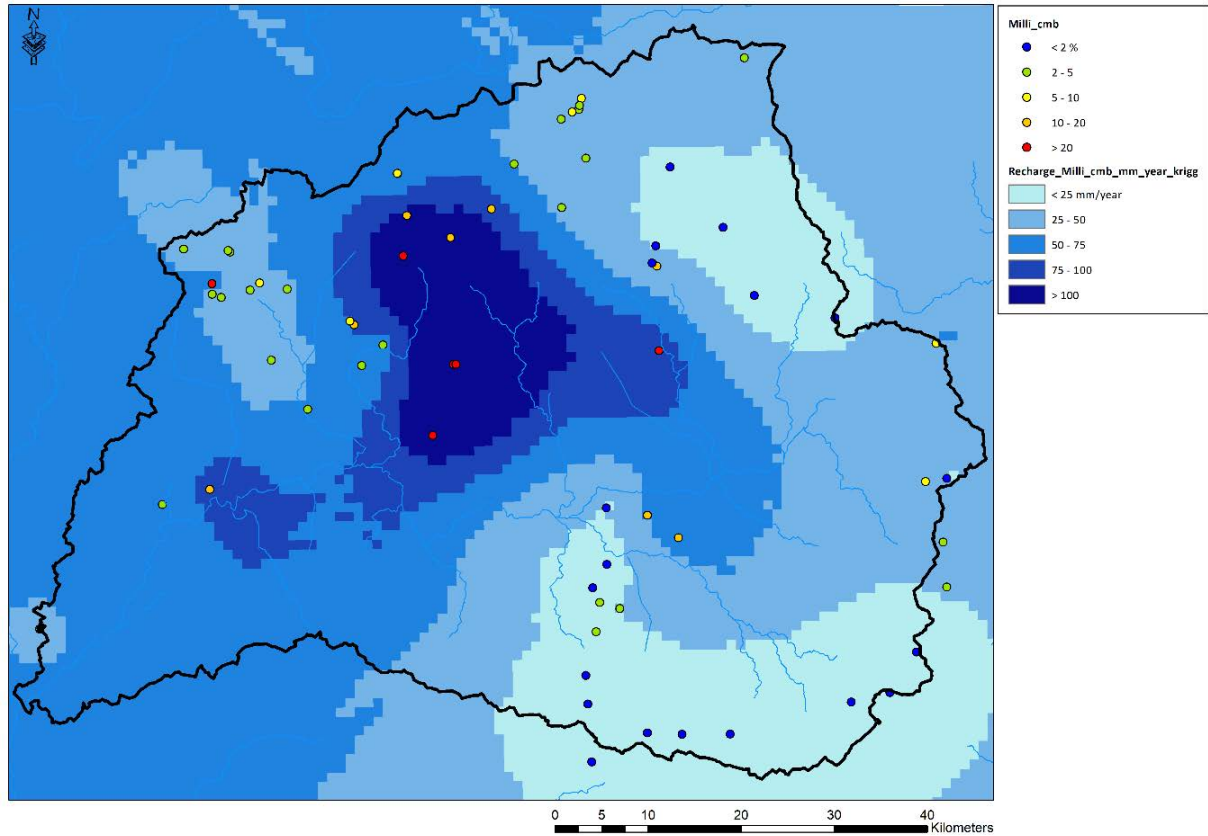 N
Milli_cmb
< 2 %
2 - 5
5 - 10
10 - 20
> 20
Recharge_Milli_cmb_mm_year_krigg
< 25 mm/year
25 - 50
50 - 75
75 - 100
> 100
0 5 10 20 30 40
Kilometers